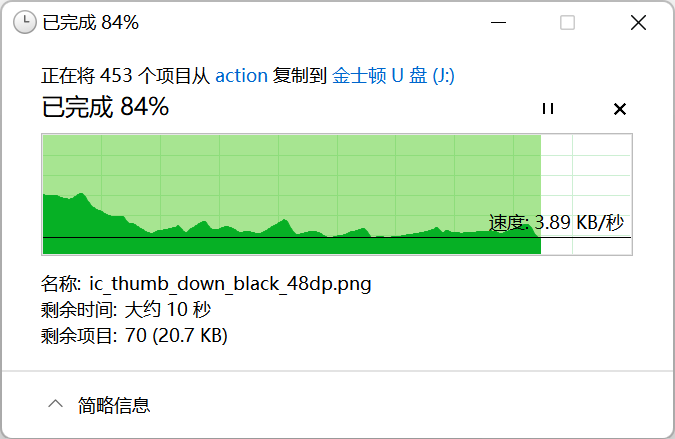 已完成 84%
正在将 453 个项目从 action 复制到 金士顿 U 盘 (J:)
已完成 84%
速度: 3.89 KB/秒
名称: ic_thumb_down_black_48dp.png
剩余时间: 大约 10 秒
剩余项目: 70 (20.7 KB)
简略信息